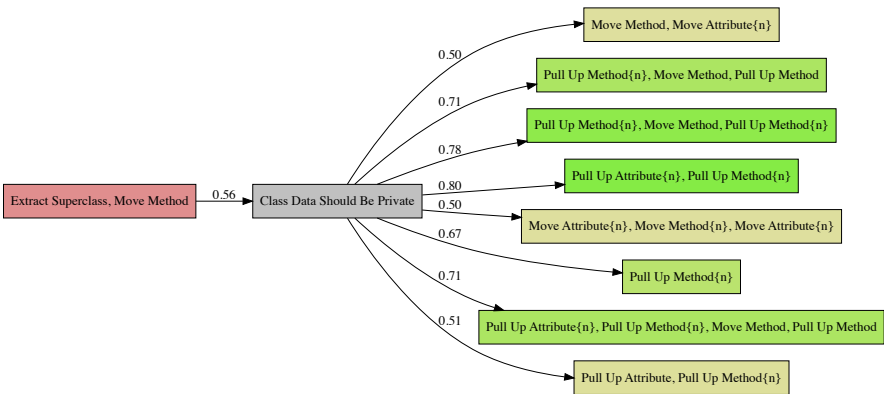 Move Method, Move Attribute{n}
0.50
Pull Up Method{n}, Move Method, Pull Up Method
0.71
Pull Up Method{n}, Move Method, Pull Up Method{n}
0.78
Pull Up Attribute{n}, Pull Up Method{n}
0.80
Extract Superclass, Move Method
0.56
Class Data Should Be Private
0.50
Move Attribute{n}, Move Method{n}, Move Attribute{n}
0.67
Pull Up Method{n}
0.71
Pull Up Attribute{n}, Pull Up Method{n}, Move Method, Pull Up Method
0.51
Pull Up Attribute, Pull Up Method{n}